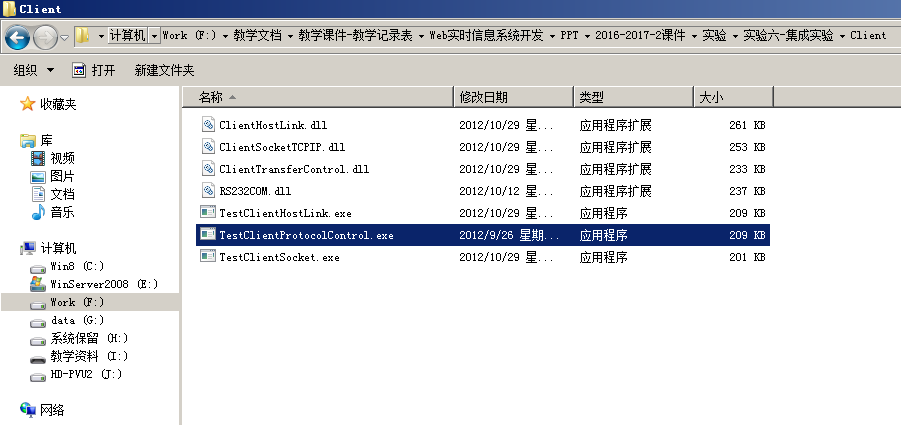 Client
计算机 Work (F:) 教学文档 教学课件-教学记录表 Web实时信息系统开发 PPT 2016-2017-2课件 实验 实验六-集成实验 Client
组织 打开 新建文件夹
收藏夹
库
视频
图片
文档
音乐
计算机
Win8 (C:)
WinServer2008 (E:)
Work (F:)
data (G:)
系统保留 (H:)
教学资料 (I:)
HD-PVU2 (J:)
网络
名称 修改日期 类型 大小
ClientHostLink.dll 2012/10/29 星... 应用程序扩展 261 KB
ClientSocketTCPIP.dll 2012/10/29 星... 应用程序扩展 253 KB
ClientTransferControl.dll 2012/10/29 星... 应用程序扩展 233 KB
RS232COM.dll 2012/10/12 星... 应用程序扩展 237 KB
TestClientHostLink.exe 2012/10/29 星... 应用程序 209 KB
TestClientProtocolControl.exe 2012/9/26 星期... 应用程序 209 KB
TestClientSocket.exe 2012/10/29 星... 应用程序 201 KB